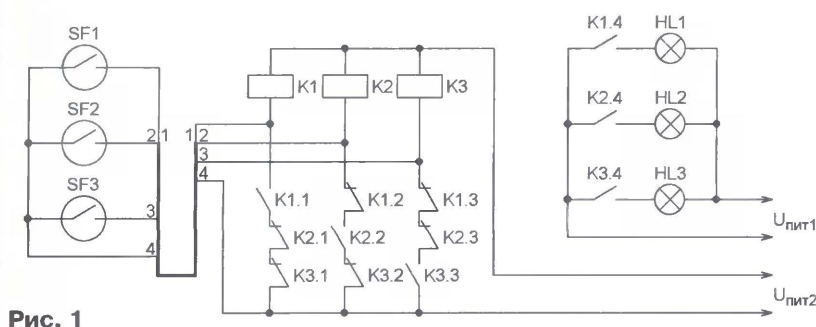 SF1
SF2
SF3
2 1
3
4
1 2
3
4
K1 K2 K3
K1.1 K1.2 K1.3
K2.1 K2.2 K2.3
K3.1 K3.2 K3.3
K1.4 HL1
K2.4 HL2
K3.4 HL3
Uпит1
Uпит2
Рис. 1